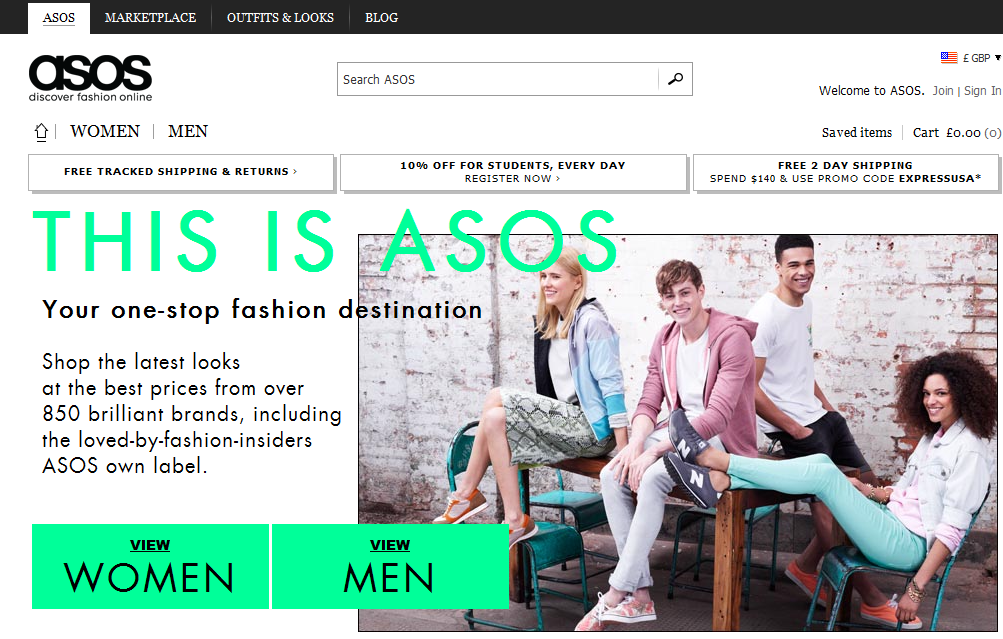 ASOS
MARKETPLACE
OUTFITS & LOOKS
BLOG
asos
discover fashion online
Search ASOS
£ GBP
Welcome to ASOS. Join | Sign In
WOMEN
MEN
Saved items
Cart £0.00 (0)
FREE TRACKED SHIPPING & RETURNS ›
10% OFF FOR STUDENTS, EVERY DAY
REGISTER NOW ›
FREE 2 DAY SHIPPING
SPEND $140 & USE PROMO CODE EXPRESSUSA*
THIS IS ASOS
Your one-stop fashion destination
Shop the latest looks
at the best prices from over
850 brilliant brands, including
the loved-by-fashion-insiders
ASOS own label.
VIEW
WOMEN
VIEW
MEN
N
N